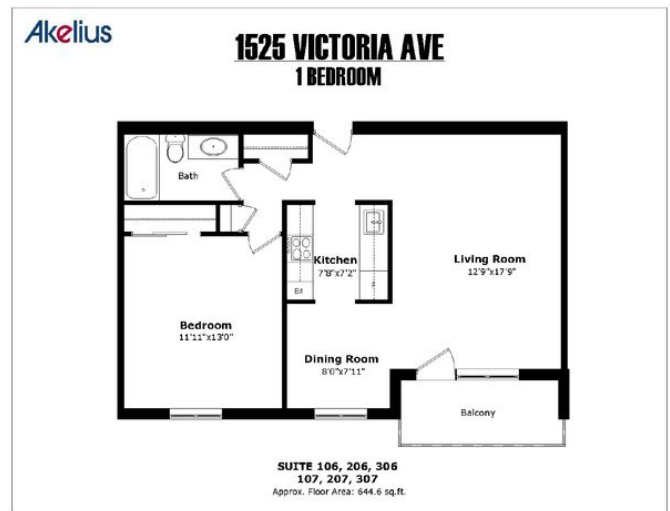 Akelius
1525 VICTORIA AVE
1 BEDROOM
Bath
Kitchen
7'8"x7'2"
Living Room
12'9"x17'9"
Bedroom
11'11"x13'0"
Dining Room
8'0"x7'11"
Balcony
SUITE 106, 206, 306
107, 207, 307
Approx. Floor Area: 644.6 sq.ft.